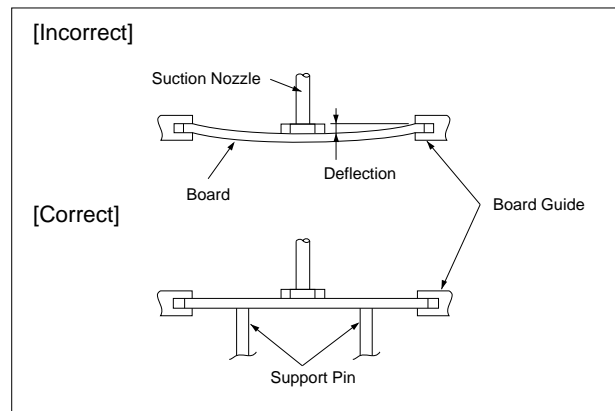 [Incorrect]
Suction Nozzle
Deflection
Board
Board Guide
[Correct]
Support Pin